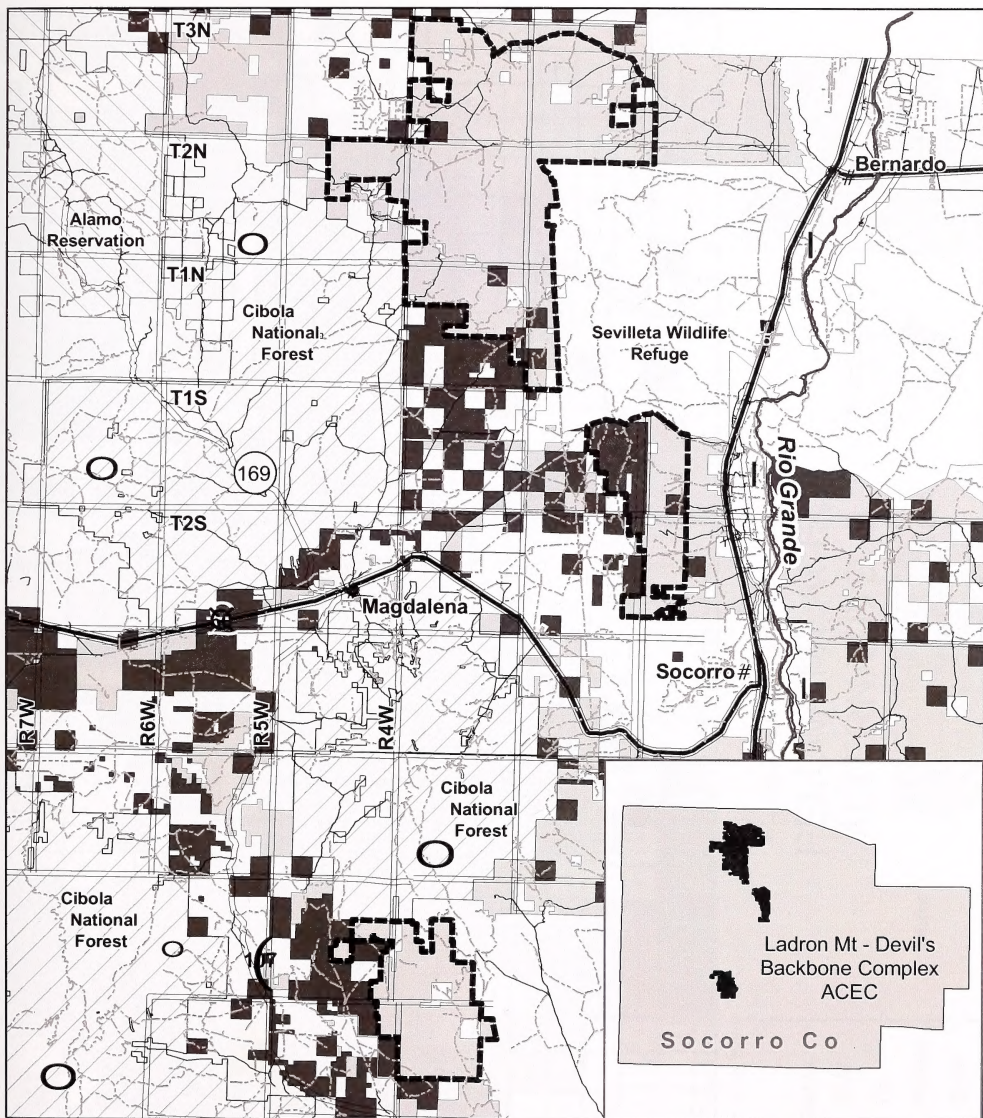 T3N
T2N
Bernardo
Alamo
Reservation
T1N
Cibola
National
Forest
Sevilleta Wildlife
Refuge
T1S
169
Rio Grande
T2S
Magdalena
Socorro #
R7W
R6W
R5W
R4W
Cibola
National
Forest
Cibola
National
Forest
107
Ladron Mt - Devil's
Backbone Complex
ACEC
Socorro Co